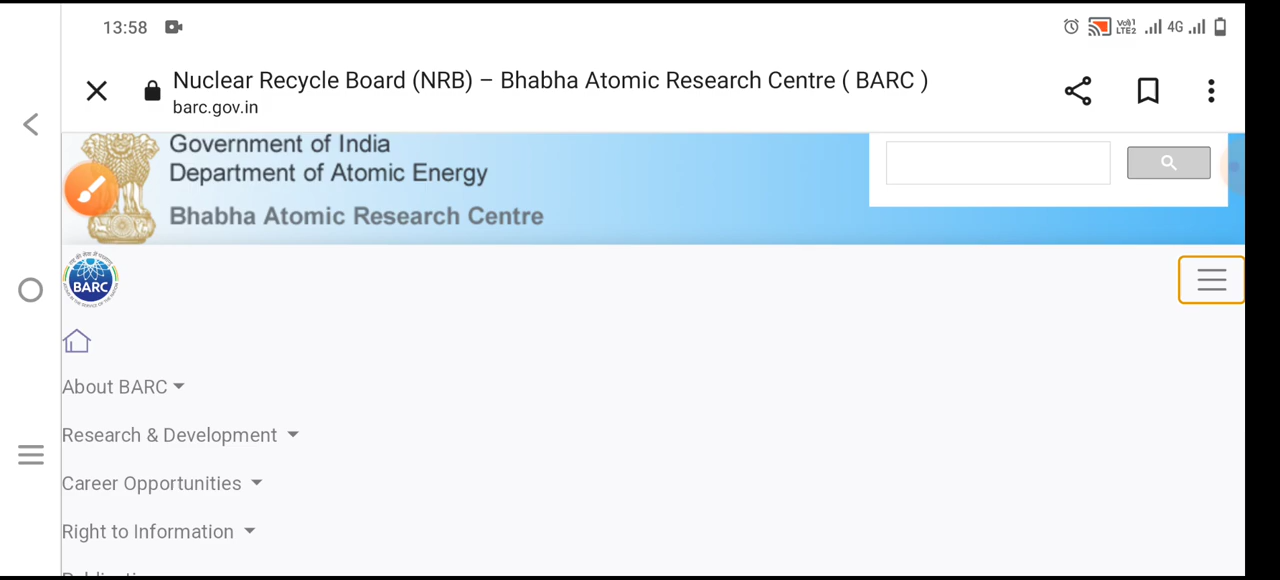 13:58
4G
Nuclear Recycle Board (NRB) – Bhabha Atomic Research Centre ( BARC )
barc.gov.in
Government of India
Department of Atomic Energy
Bhabha Atomic Research Centre
BARC
About BARC
Research & Development
Career Opportunities
Right to Information